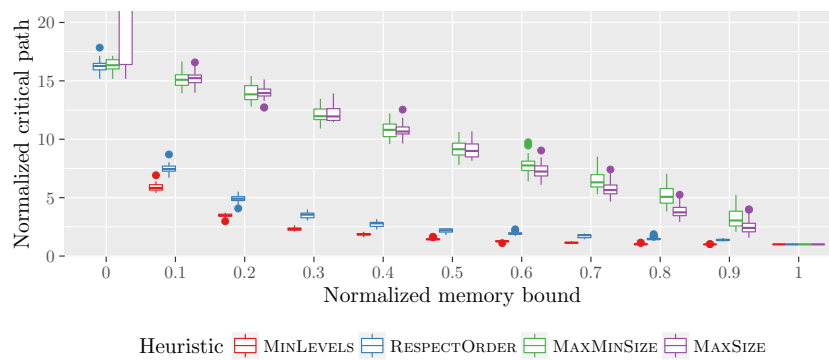 Normalized critical path
20
15
10
5
0
0 0.1 0.2 0.3 0.4 0.5 0.6 0.7 0.8 0.9 1
Normalized memory bound
Heuristic MINLEVELS RESPECTORDER MAXMINSIZE MAXSIZE